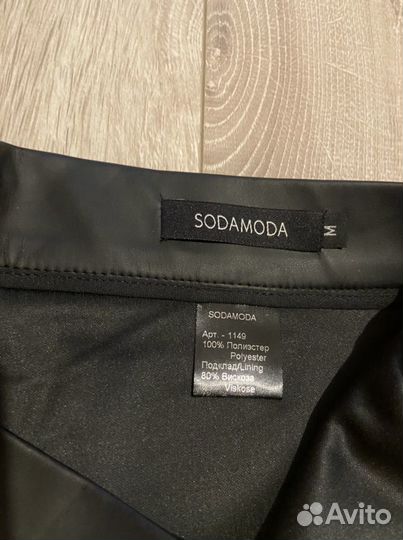 SODAMODA
M
SODAMODA
Арт. - 1149
100% Полиэстер
Polyester
Подклад/Lining
80% Вискоза
Viskose
Avito